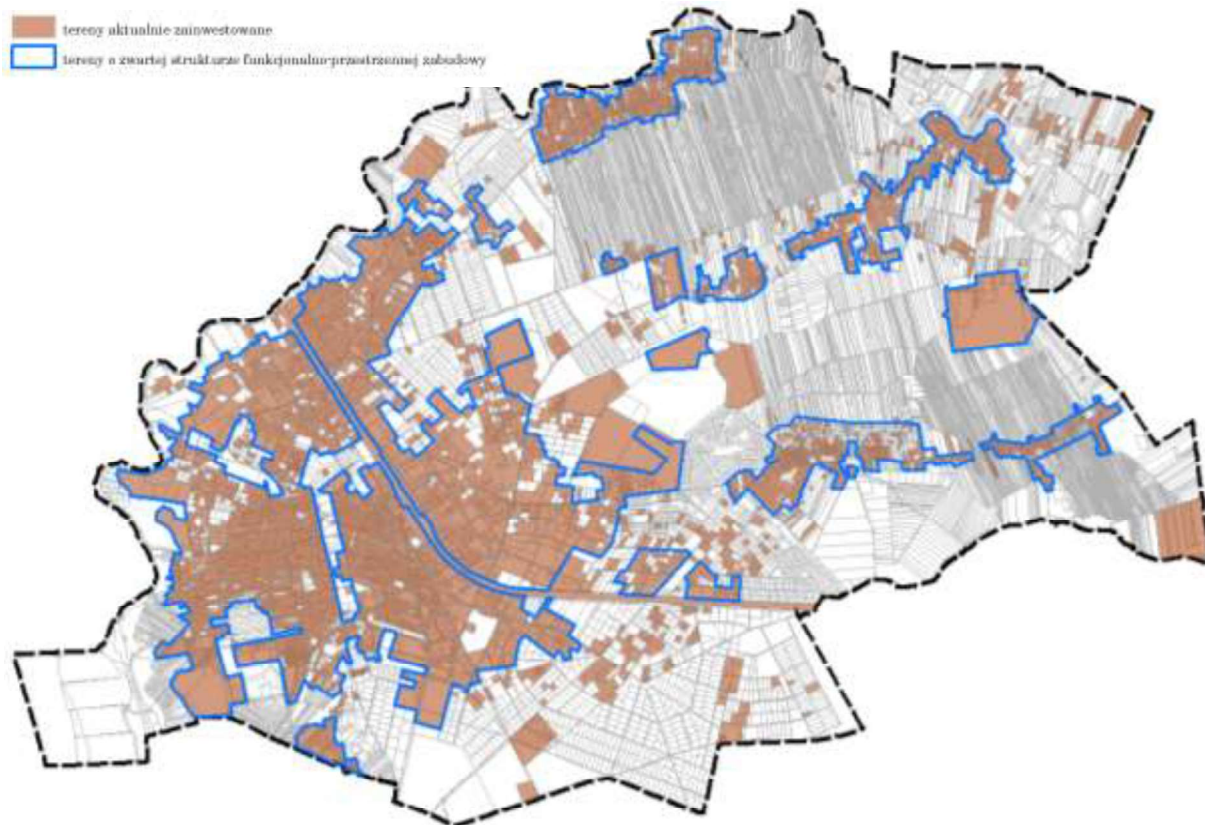 tereny aktualnie zainwestowane
tereny o zwartej strukturze funkcjonalno-przestrzennej zabudowy